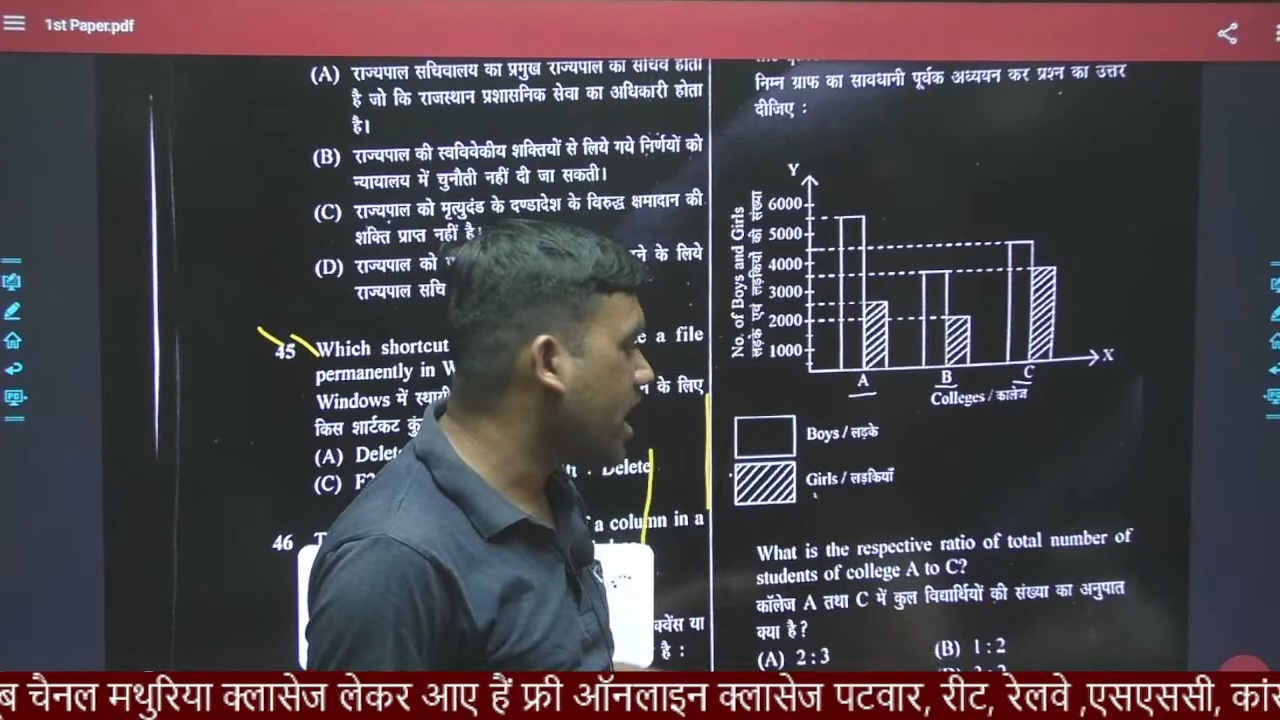 1st Paper.pdf
(A) राज्यपाल सचिवालय का प्रमुख राज्यपाल का सचिव होता
है जो कि राजस्थान प्रशासनिक सेवा का अधिकारी होता
है।
(B) राज्यपाल की स्वविवेकीय शक्तियों से लिये गये निर्णयों को
न्यायालय में चुनौती नहीं दी जा सकती।
(C) राज्यपाल को मृत्युदंड के दण्डादेश के विरुद्ध क्षमादान की
शक्ति प्राप्त नहीं है
(D) राज्यपाल को के लिये
राज्यपाल
45 Which shortcut a file
permanently in
Windows में के लिए
किस शार्टकट
(A)
(C) Delete
46 a column in a
या
है :
निम्न ग्राफ का सावधानी पूर्वक अध्ययन कर प्रश्न का उत्तर
दीजिए :
Y
No. of Boys and Girls
लड़के एवं लड़कियों की संख्या
6000
5000
4000
3000
2000
1000
X
A B C
Colleges / कालेज
Boys / लड़के
Girls / लड़कियाँ
What is the respective ratio of total number of
students of college A to C?
कॉलेज A तथा C में कुल विद्यार्थियों की संख्या का अनुपात
क्या है?
(A) 2 : 3 (B) 1 : 2
चैनल मथुरिया क्लासेज लेकर आए हैं फ्री ऑनलाइन क्लासेज पटवार, रीट, रेलवे ,एसएससी,